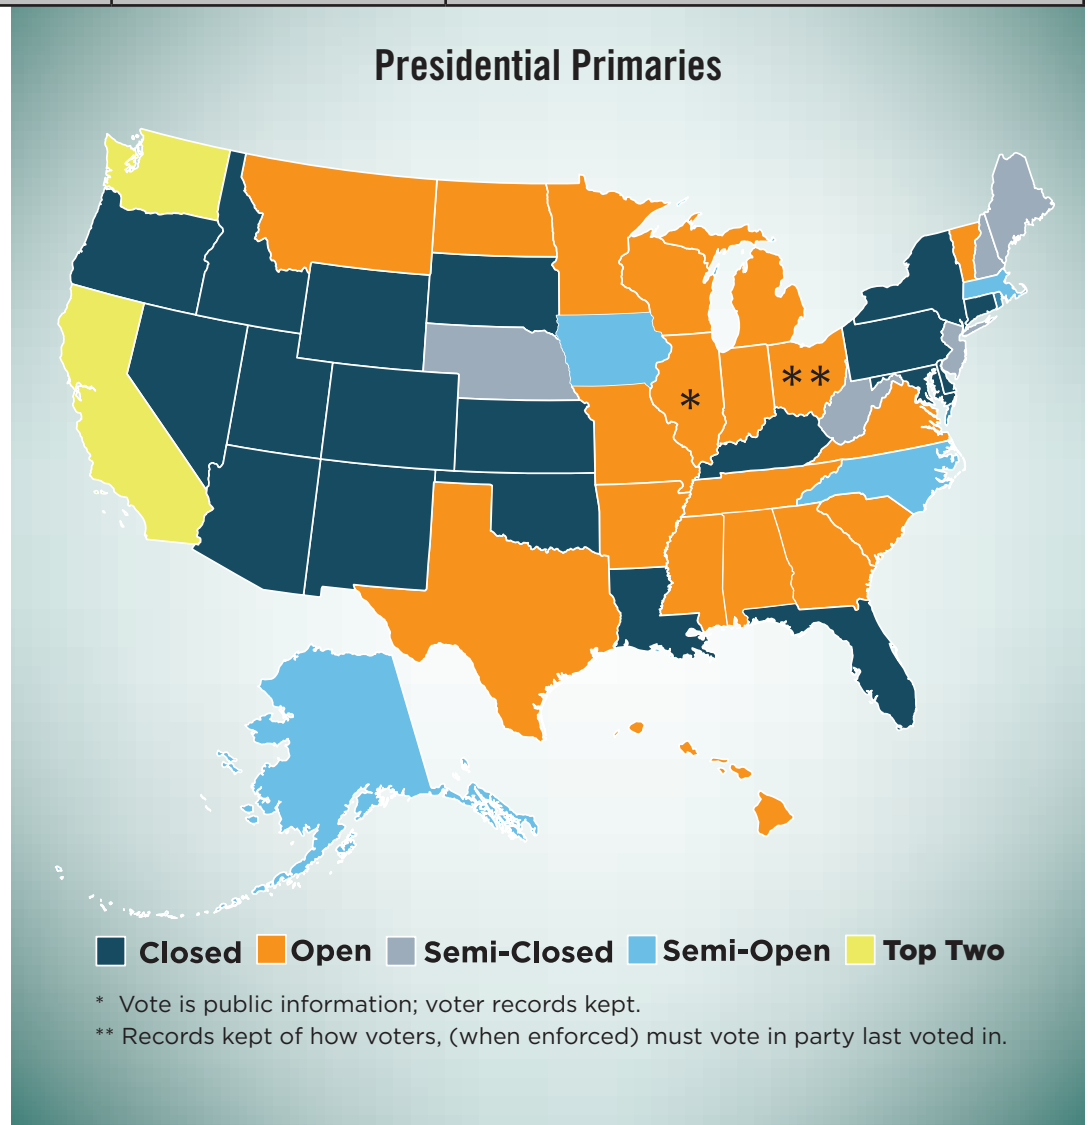 Presidential Primaries
*
* *
Closed Open Semi-Closed Semi-Open Top Two
* Vote is public information; voter records kept.
** Records kept of how voters, (when enforced) must vote in party last voted in.